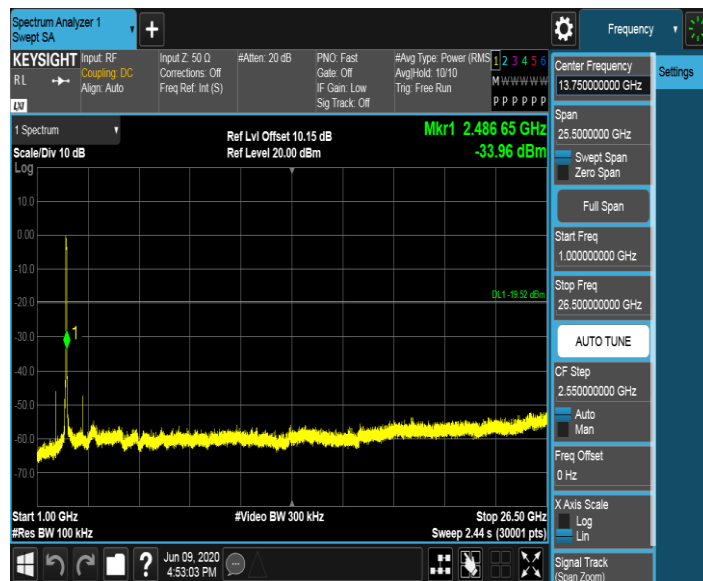 Spectrum Analyzer 1
Swept SA
+
Frequency
KEYSIGHT
Input: RF
Coupling: DC
Align: Auto
R L
LXI
Input Z: 50 Ω
Corrections: Off
Freq Ref: Int (S)
#Atten: 20 dB
PNO: Fast
Gate: Off
IF Gain: Low
Sig Track: Off
#Avg Type: Power (RMS
Avg|Hold: 10/10
Trig: Free Run
1 2 3 4 5 6
M W W W W W
P P P P P P
1 Spectrum
Scale/Div 10 dB
Log
Ref Lvl Offset 10.15 dB
Ref Level 20.00 dBm
Mkr1 2.486 65 GHz
-33.96 dBm
10.0
0.00
-10.0
-20.0
-30.0
-40.0
-50.0
-60.0
-70.0
DL1 -19.52 dBm
1
Start 1.00 GHz
#Res BW 100 kHz
#Video BW 300 kHz
Stop 26.50 GHz
Sweep 2.44 s (30001 pts)
Jun 09, 2020
4:53:03 PM
?
Center Frequency
13.750000000 GHz
Span
25.5000000 GHz
Swept Span
Zero Span
Full Span
Start Freq
1.000000000 GHz
Stop Freq
26.500000000 GHz
AUTO TUNE
CF Step
2.550000000 GHz
Auto
Man
Freq Offset
0 Hz
X Axis Scale
Log
Lin
Signal Track
(Span Zoom)
Settings